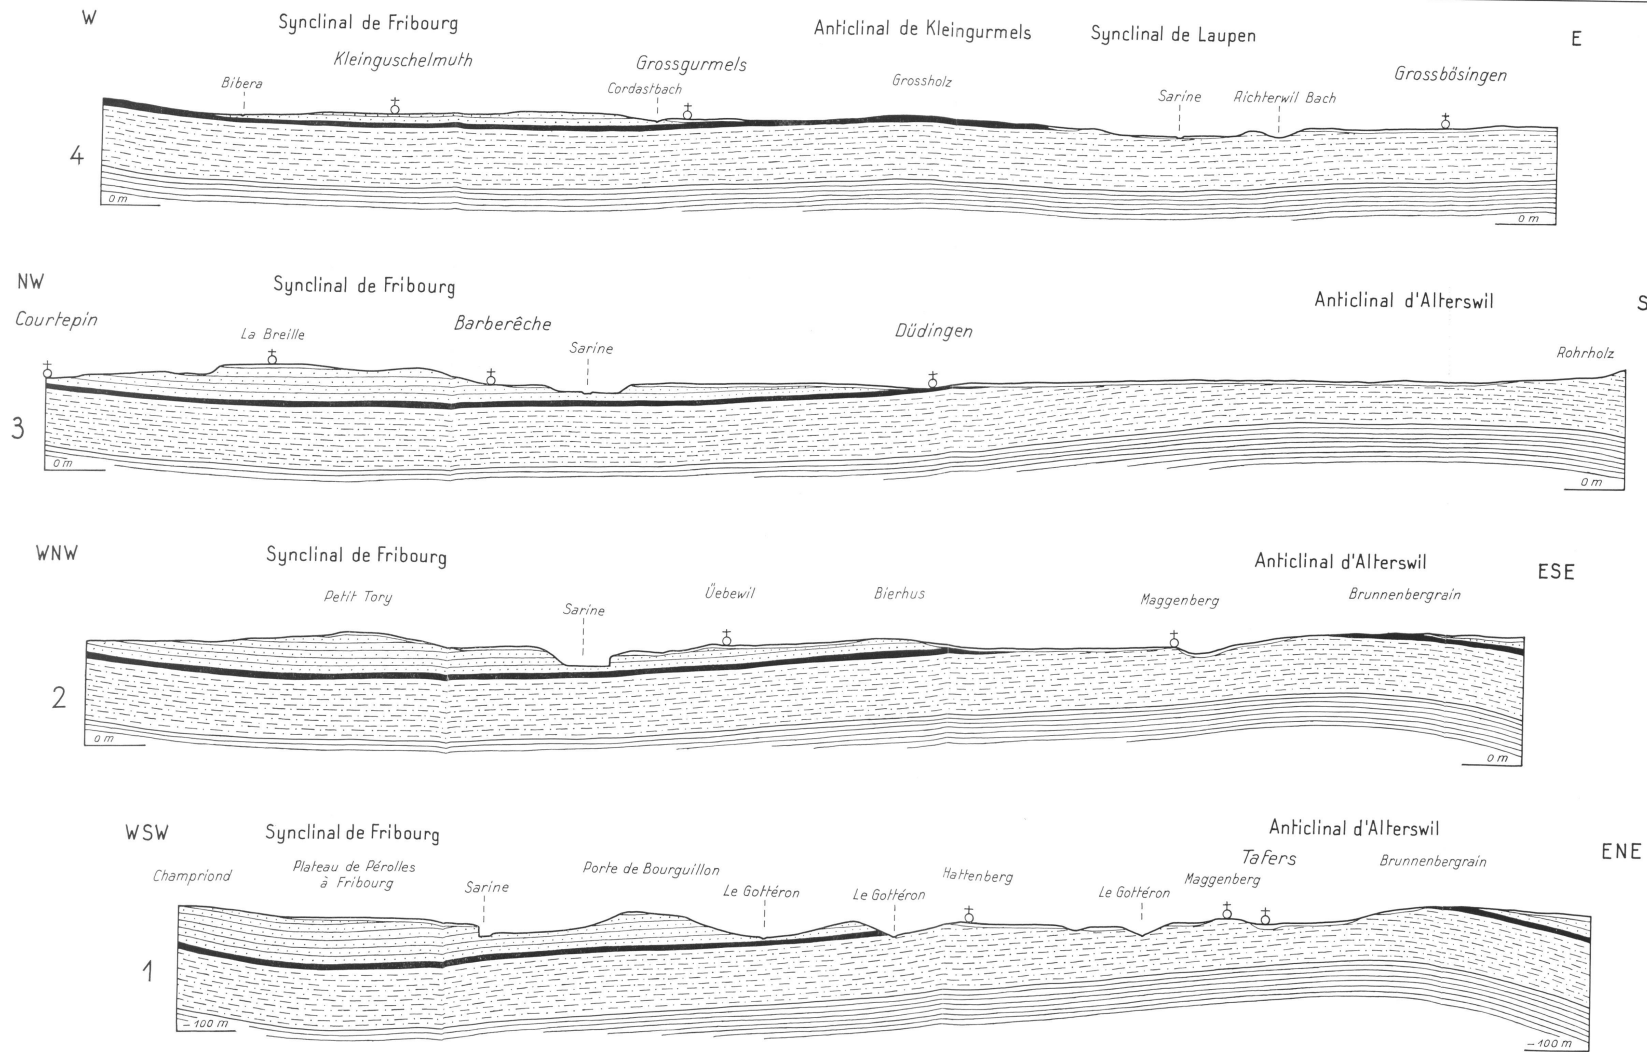 W
Synclinal de Fribourg
Anticlinal de Kleingurmels
Synclinal de Laupen
E
Kleinguschelmuth
Grossgurmels
Grossbösingen
Bibera
Cordastbach
Grossholz
Sarine
Richterwil Bach
4
0 m
0 m
NW
Synclinal de Fribourg
Anticlinal d'Alterswil
S
Courtepin
La Breille
Barberêche
Sarine
Düdingen
Rohrholz
3
0 m
0 m
WNW
Synclinal de Fribourg
Anticlinal d'Alterswil
ESE
Petit Tory
Sarine
Üebewil
Bierhus
Maggenberg
Brunnenbergrain
2
0 m
0 m
WSW
Synclinal de Fribourg
Anticlinal d'Alterswil
ENE
Champriond
Plateau de Pérolles
à Fribourg
Sarine
Porte de Bourguillon
Le Gottéron
Le Gottéron
Hattenberg
Le Gottéron
Maggenberg
Tafers
Brunnenbergrain
1
-100 m
-100 m